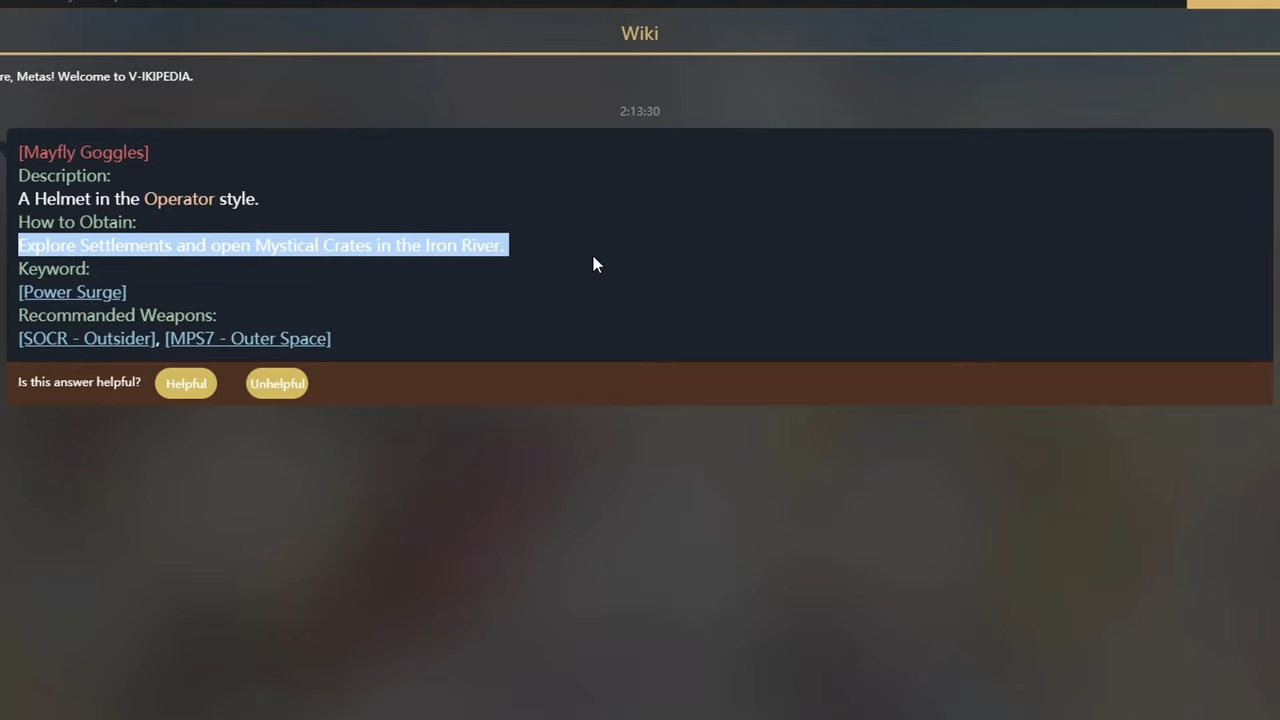 Wiki
re, Metas! Welcome to V-IKIPEDIA.
2:13:30
[Mayfly Goggles]
Description:
A Helmet in the Operator style.
How to Obtain:
Explore Settlements and open Mystical Crates in the Iron River.
Keyword:
[Power Surge]
Recommanded Weapons:
[SOCR - Outsider], [MPS7 - Outer Space]
Is this answer helpful? Helpful Unhelpful